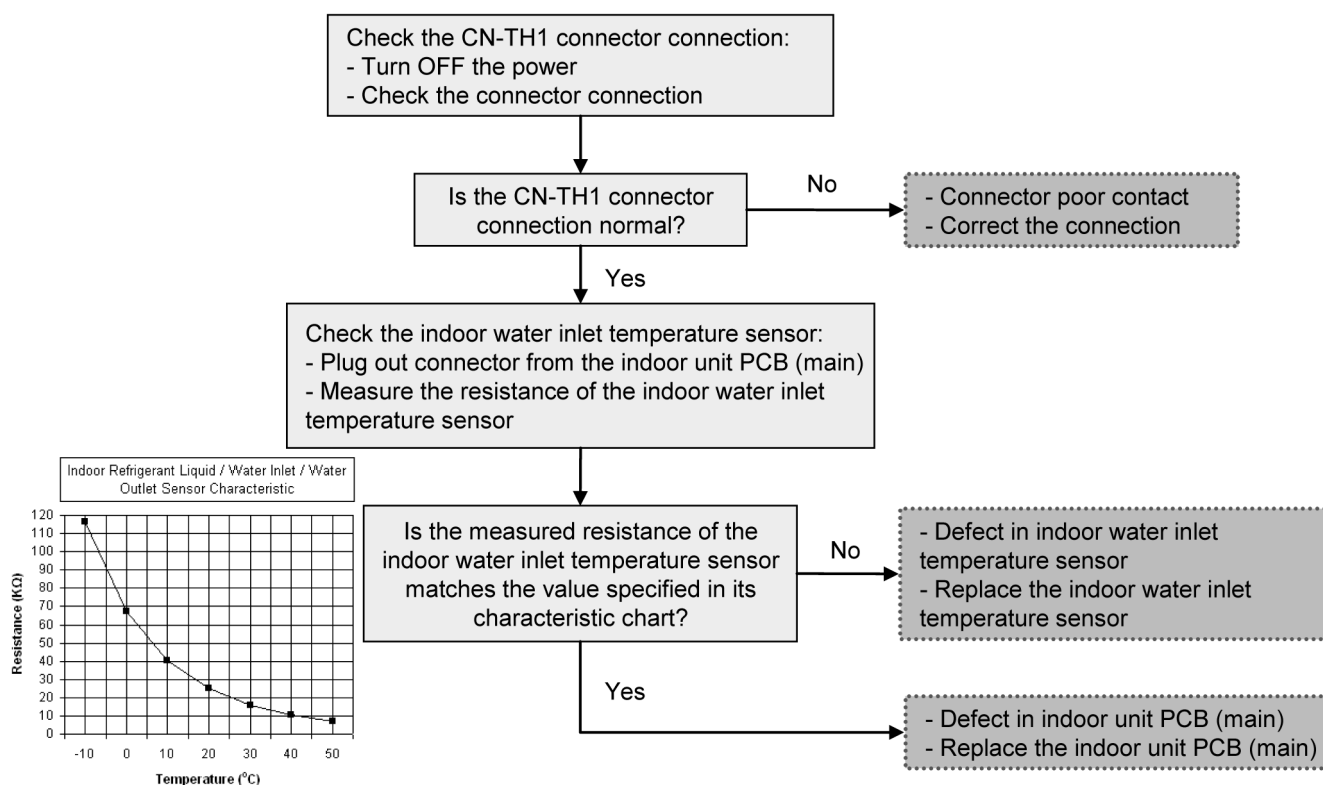 Check the CN-TH1 connector connection:
- Turn OFF the power
- Check the connector connection
Is the CN-TH1 connector
connection normal?
No
- Connector poor contact
- Correct the connection
Yes
Check the indoor water inlet temperature sensor:
- Plug out connector from the indoor unit PCB (main)
- Measure the resistance of the indoor water inlet
temperature sensor
Indoor Refrigerant Liquid / Water Inlet / Water
Outlet Sensor Characteristic
120
110
100
90
80
70
60
50
40
30
20
10
0
Resistance (KΩ)
-10 0 10 20 30 40 50
Temperature (°C)
Is the measured resistance of the
indoor water inlet temperature sensor
matches the value specified in its
characteristic chart?
No
- Defect in indoor water inlet
temperature sensor
- Replace the indoor water inlet
temperature sensor
Yes
- Defect in indoor unit PCB (main)
- Replace the indoor unit PCB (main)